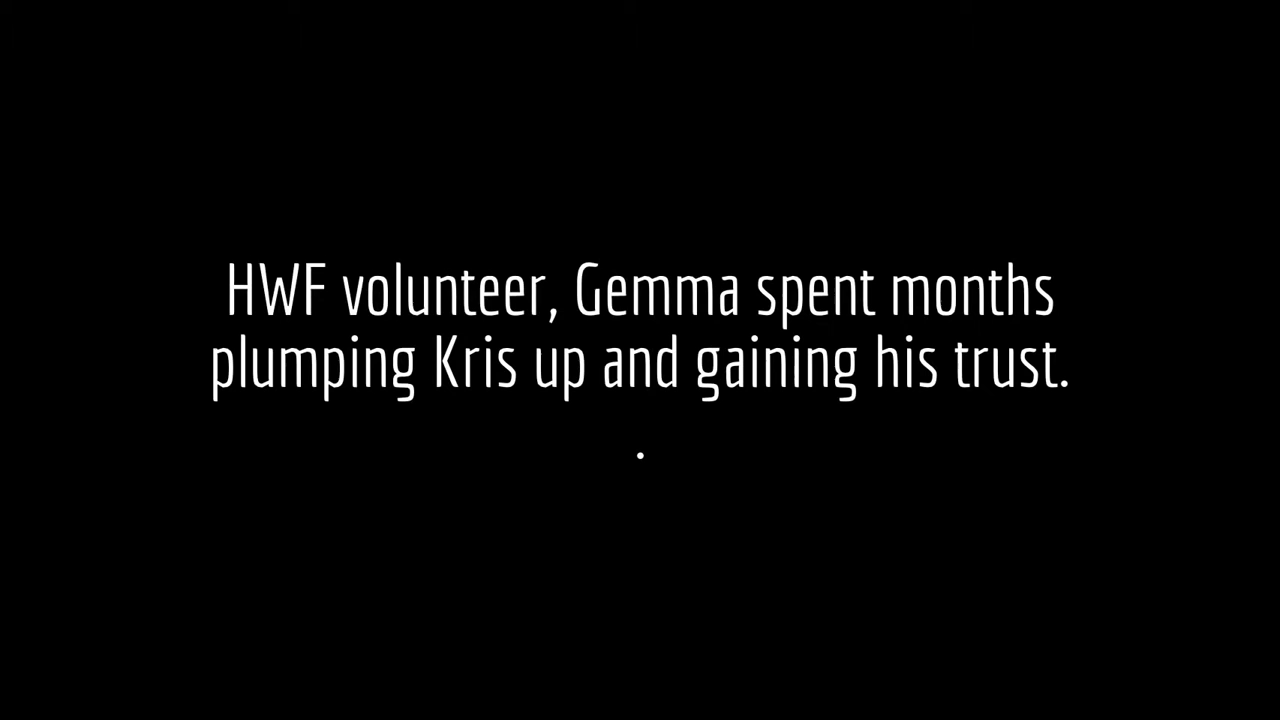 HWF volunteer, Gemma spent months
plumping Kris up and gaining his trust.
.